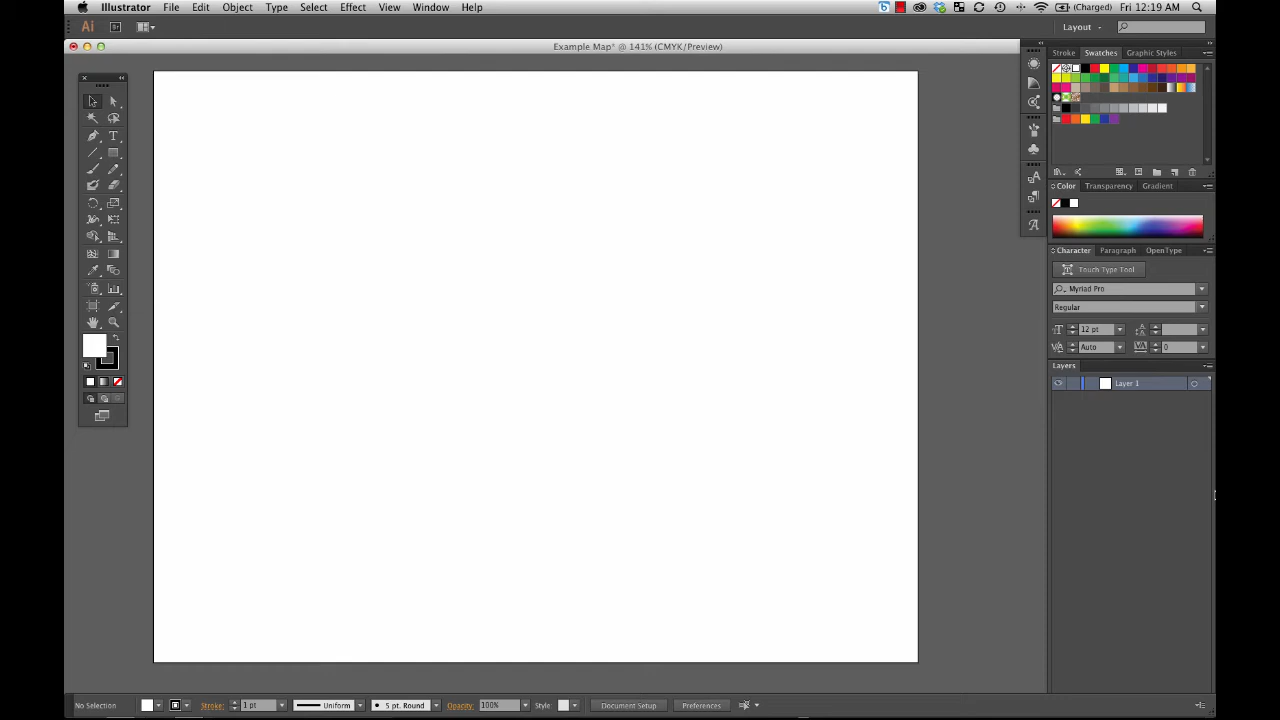 Illustrator File Edit Object Type Select Effect View Window Help (Charged) Fri 12:19 AM
Ai Br Layout
Example Map* @ 141% (CMYK/Preview)
Stroke Swatches Graphic Styles
Color Transparency Gradient
Character Paragraph OpenType
Touch Type Tool
Myriad Pro
Regular
12 pt
Auto 0
Layers
Layer 1
No Selection Stroke: 1 pt Uniform 5 pt. Round Opacity: 100% Style: Document Setup Preferences